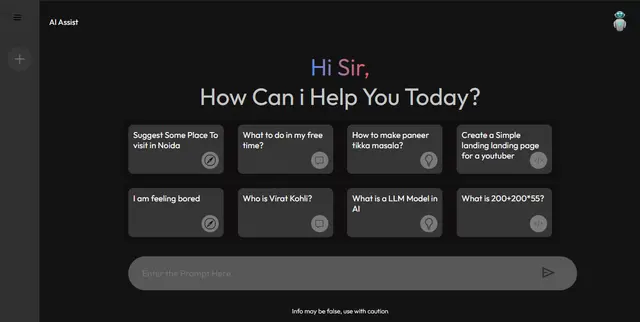 AI Assist
Hi Sir,
How Can i Help You Today?
Suggest Some Place To
visit in Noida
What to do in my free
time?
How to make paneer
tikka masala?
Create a Simple
landing landing page
for a youtuber
I am feeling bored
Who is Virat Kohli?
What is a LLM Model in
AI
What is 200+200*55?
Enter the Prompt Here
Info may be false, use with caution